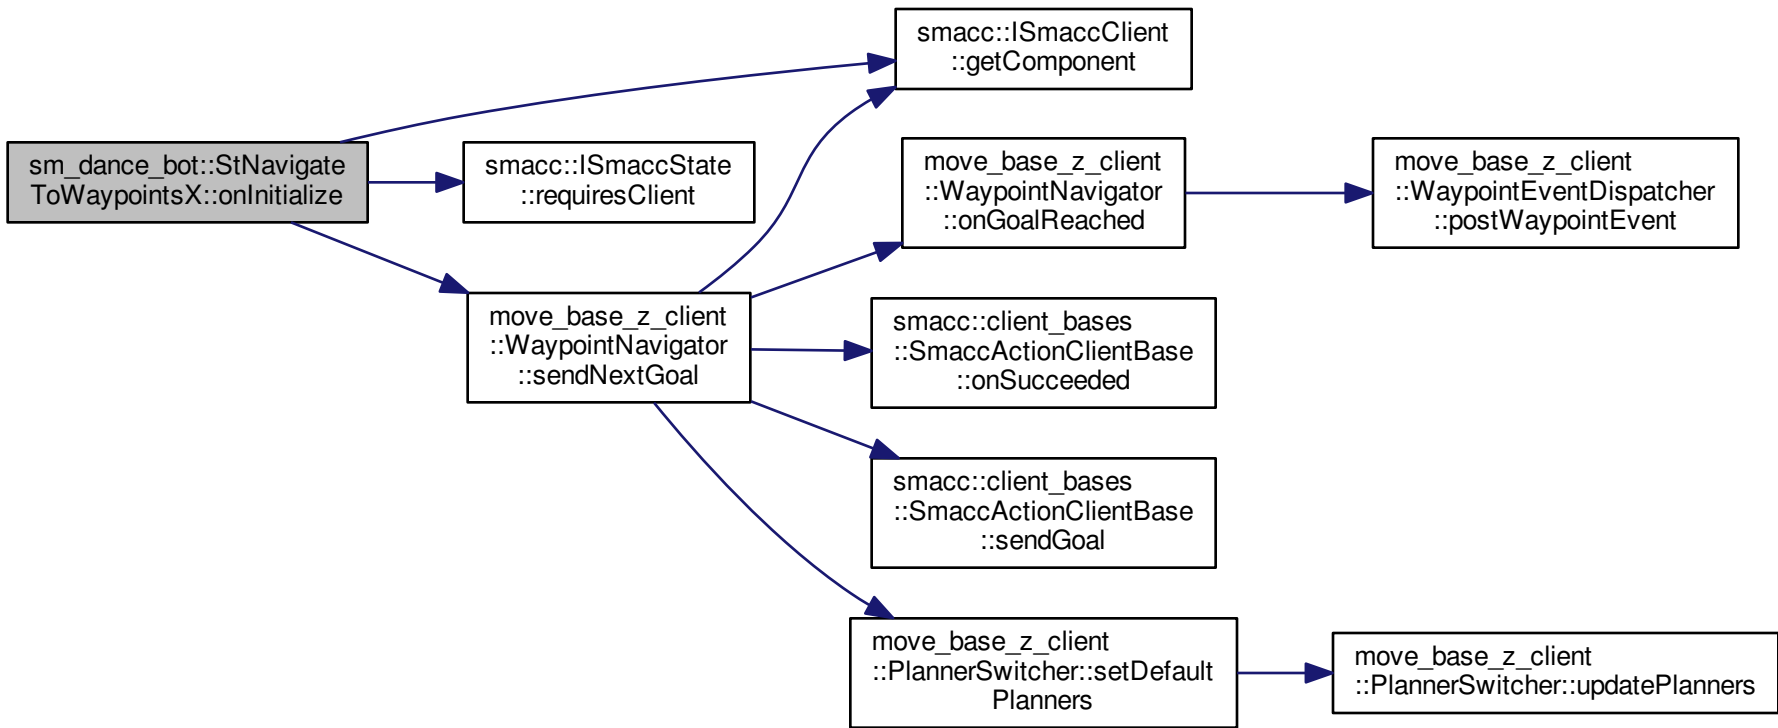 smacc::ISmaccClient
::getComponent
sm_dance_bot::StNavigate
ToWaypointsX::onInitialize
smacc::ISmaccState
::requiresClient
move_base_z_client
::WaypointNavigator
::onGoalReached
move_base_z_client
::WaypointEventDispatcher
::postWaypointEvent
move_base_z_client
::WaypointNavigator
::sendNextGoal
smacc::client_bases
::SmaccActionClientBase
::onSucceeded
smacc::client_bases
::SmaccActionClientBase
::sendGoal
move_base_z_client
::PlannerSwitcher::setDefault
Planners
move_base_z_client
::PlannerSwitcher::updatePlanners